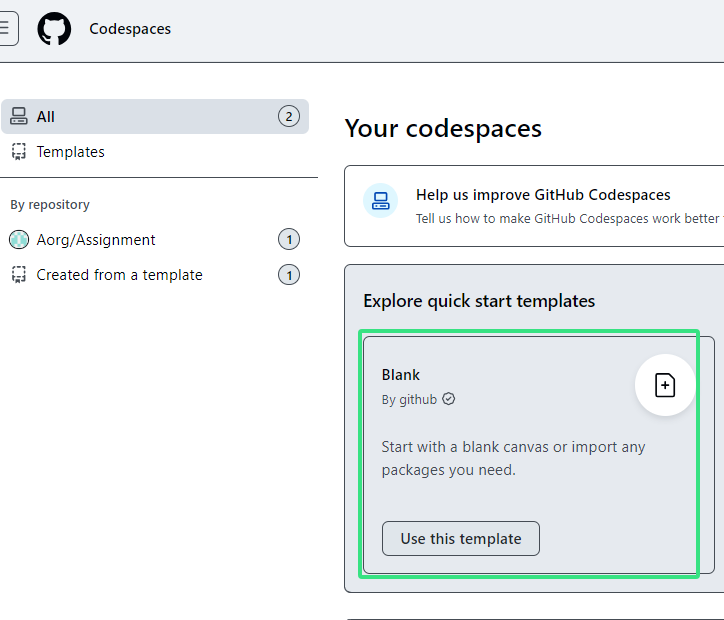 Codespaces
All 2
Templates
By repository
Aorg/Assignment 1
Created from a template 1
Your codespaces
Help us improve GitHub Codespaces
Tell us how to make GitHub Codespaces work better
Explore quick start templates
Blank
By github
Start with a blank canvas or import any
packages you need.
Use this template